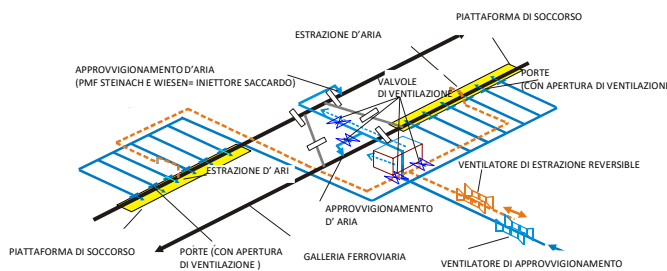 PIATTAFORMA DI SOCCORSO
ESTRAZIONE D'ARIA
APPROVVIGIONAMENTO D'ARIA
(PMF STEINACH E WIESEN= INIETTORE SACCARDO)
VALVOLE
DI VENTILAZIONE
PORTE
(CON APERTURA DI VENTILAZIONE
ESTRAZIONE D' ARI
VENTILATORE DI ESTRAZIONE REVERSIBLE
APPROVVIGIONAMENTO
D' ARIA
PIATTAFORMA DI SOCCORSO
PORTE (CON APERTURA
DI VENTILAZIONE )
GALLERIA FERROVIARIA
VENTILATORE DI APPROVVIGIONAMENTO